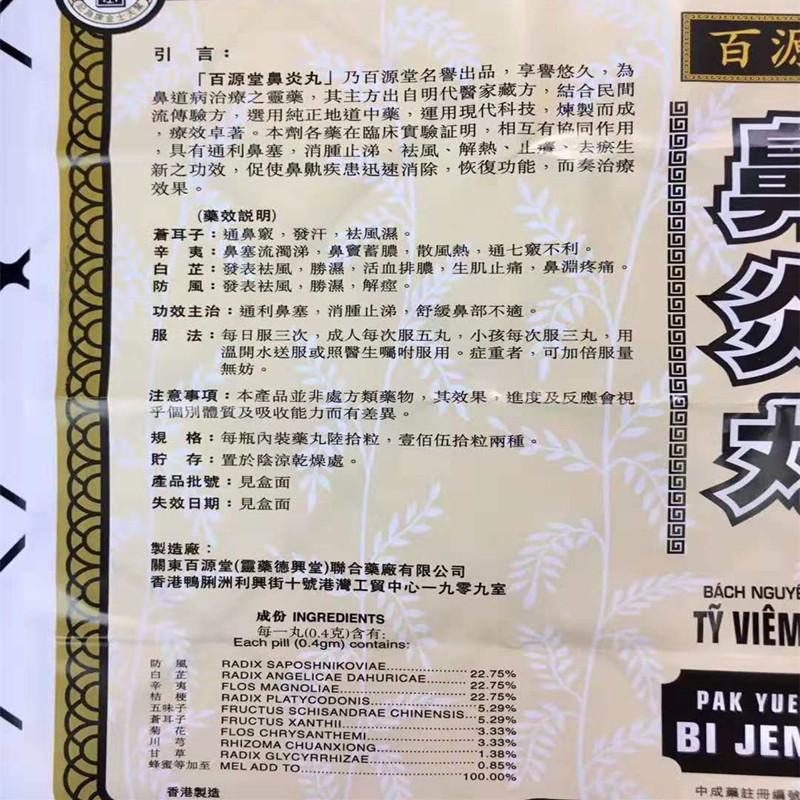 引 言：
「百源堂鼻炎丸」乃百源堂名譽出品，享譽悠久，為
鼻道病治療之靈藥，其主方出自明代醫家藏方，結合民間
流傳驗方，選用純正地道中藥，運用現代科技，煉製而成
，療效卓著。本劑各藥在臨床實驗証明，相互有協同作用
，具有通利鼻塞，消腫止涕、袪風、解熱、止癢、去瘀生
新之功效，促使鼻鼽疾患迅速消除，恢復功能，而奏治療
效果。
(藥效説明)
蒼耳子：通鼻竅，發汗，袪風濕。
辛 夷：鼻塞流濁涕，鼻竇蓄膿，散風熱，通七竅不利。
白 芷：發表袪風，勝濕，活血排膿，生肌止痛，鼻淵疼痛。
防 風：發表袪風，勝濕，解痙。
功效主治：通利鼻塞，消腫止涕，舒緩鼻部不適。
服 法：每日服三次，成人每次服五丸，小孩每次服三丸，用
溫開水送服或照醫生囑咐服用。症重者，可加倍服量
無妨。
注意事項：本產品並非處方類藥物，其效果，進度及反應會視
乎個別體質及吸收能力而有差異。
規 格：每瓶內裝藥丸陸拾粒，壹佰伍拾粒兩種。
貯 存：置於陰涼乾燥處。
產品批號：見盒面
失效日期：見盒面
製造廠：
關東百源堂(靈藥德興堂)聯合藥廠有限公司
香港鴨脷洲利興街十號港灣工貿中心一九零九室
成份 INGREDIENTS
每一丸(0.4克)含有:
Each pill (0.4gm) contains:
防 風 RADIX SAPOSHNIKOVIAE 22.75%
白 芷 RADIX ANGELICAE DAHURICAE 22.75%
辛 夷 FLOS MAGNOLIAE 22.75%
桔 梗 RADIX PLATYCODONIS 5.29%
五味子 FRUCTUS SCHISANDRAE CHINENSIS 5.29%
蒼耳子 FRUCTUS XANTHII 3.33%
菊 花 FLOS CHRYSANTHEMI 3.33%
川 芎 RHIZOMA CHUANXIONG 1.38%
甘 草 RADIX GLYCYRRHIZAE 0.85%
蜂蜜等加至 MEL ADD TO 100.00%
香港製造
百源
鼻炎丸
BÁCH NGUYÊ
TỸ VIÊM
PAK YUE
BI JEN
中成藥註冊編號